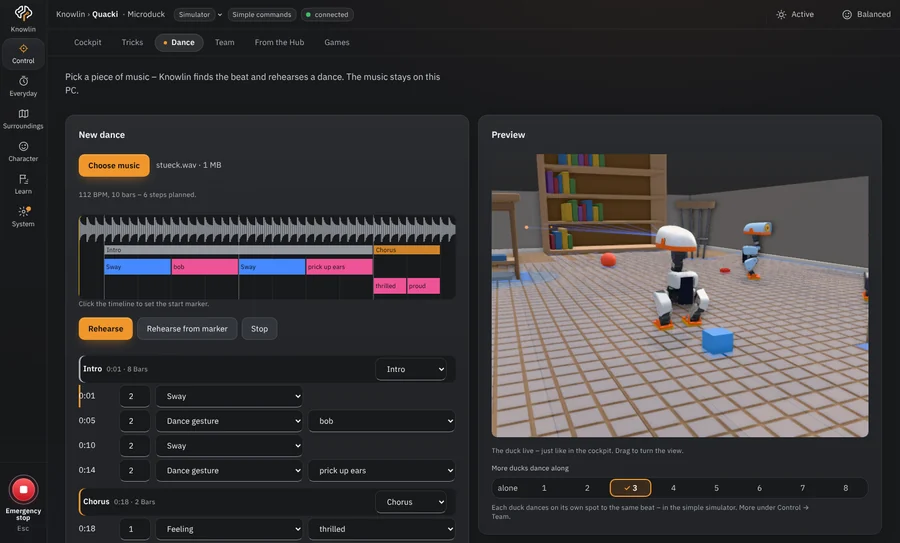 Knowlin
Control
Everyday
Surroundings
Character
Learn
System
Emergency
stop
Esc
Knowlin › Quacki · Microduck
Simulator
Simple commands
connected
Active
Balanced
Cockpit
Tricks
Dance
Team
From the Hub
Games
Pick a piece of music – Knowlin finds the beat and rehearses a dance. The music stays on this
PC.
New dance
Choose music
stueck.wav · 1 MB
112 BPM, 10 bars – 6 steps planned.
Intro
Chorus
Sway
bob
Sway
prick up ears
thrilled
proud
Click the timeline to set the start marker.
Rehearse
Rehearse from marker
Stop
Intro 0:01 · 8 Bars
Intro
0:01
2
Sway
0:05
2
Dance gesture
bob
0:10
2
Sway
0:14
2
Dance gesture
prick up ears
Chorus 0:18 · 2 Bars
Chorus
0:18
1
Feeling
thrilled
Preview
The duck live – just like in the cockpit. Drag to turn the view.
More ducks dance along
alone 1 2 ✓ 3 4 5 6 7 8
Each duck dances on its own spot to the same beat – in the simple simulator. More under Control →
Team.